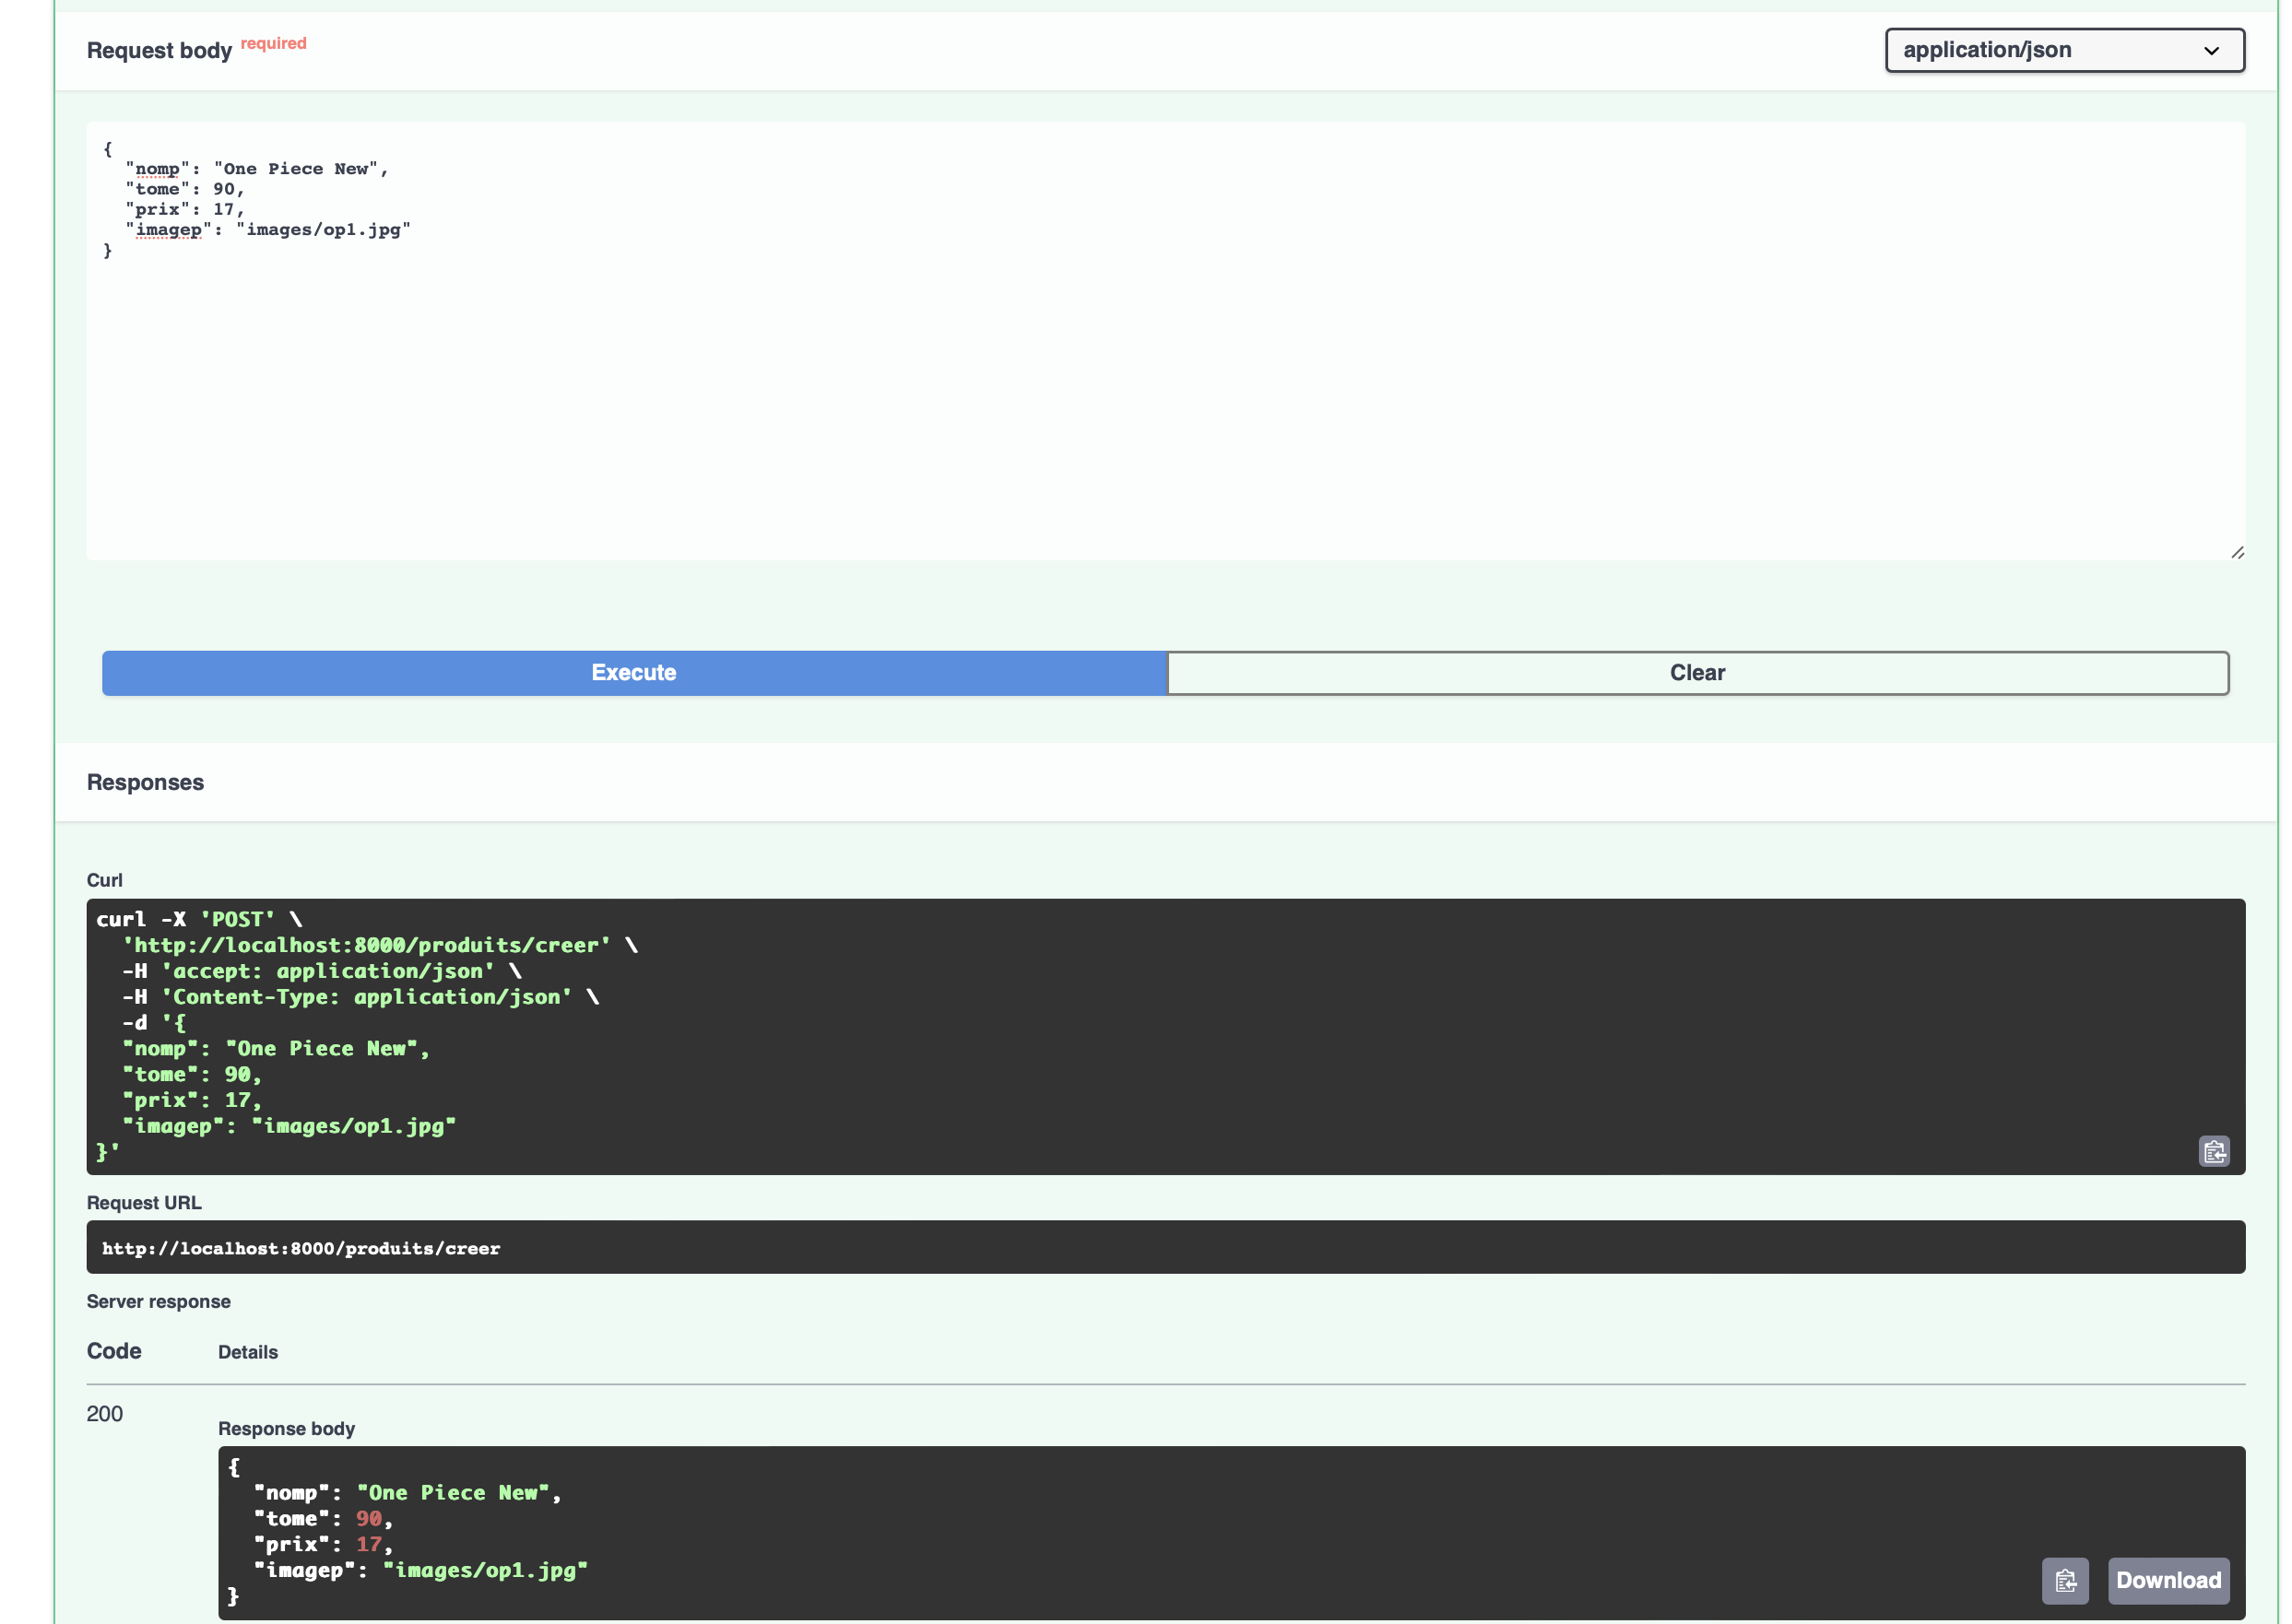 Request body required
application/json
{
  "nomp": "One Piece New",
  "tome": 90,
  "prix": 17,
  "imagep": "images/op1.jpg"
}
Execute
Clear
Responses
Curl
curl -X 'POST' \
  'http://localhost:8000/produits/creer' \
  -H 'accept: application/json' \
  -H 'Content-Type: application/json' \
  -d '{
  "nomp": "One Piece New",
  "tome": 90,
  "prix": 17,
  "imagep": "images/op1.jpg"
}'
Request URL
http://localhost:8000/produits/creer
Server response
Code Details
200
Response body
{
  "nomp": "One Piece New",
  "tome": 90,
  "prix": 17,
  "imagep": "images/op1.jpg"
}
Download